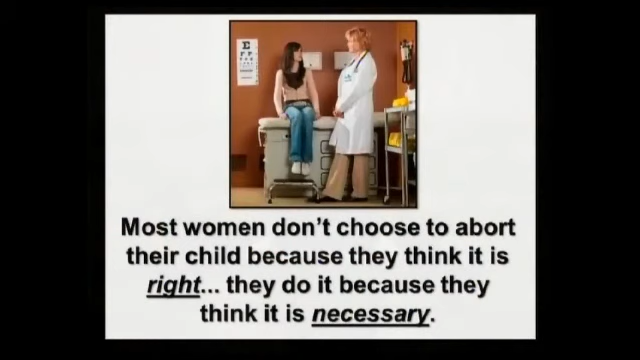 E
F P
Most women don't choose to abort
their child because they think it is
right... they do it because they
think it is necessary.